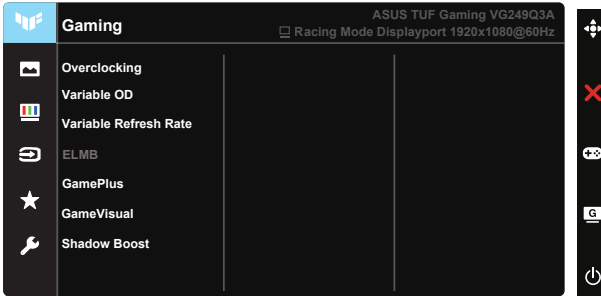 Gaming
ASUS TUF Gaming VG249Q3A
Racing Mode Displayport 1920x1080@60Hz
Overclocking
Variable OD
Variable Refresh Rate
ELMB
GamePlus
GameVisual
Shadow Boost
G